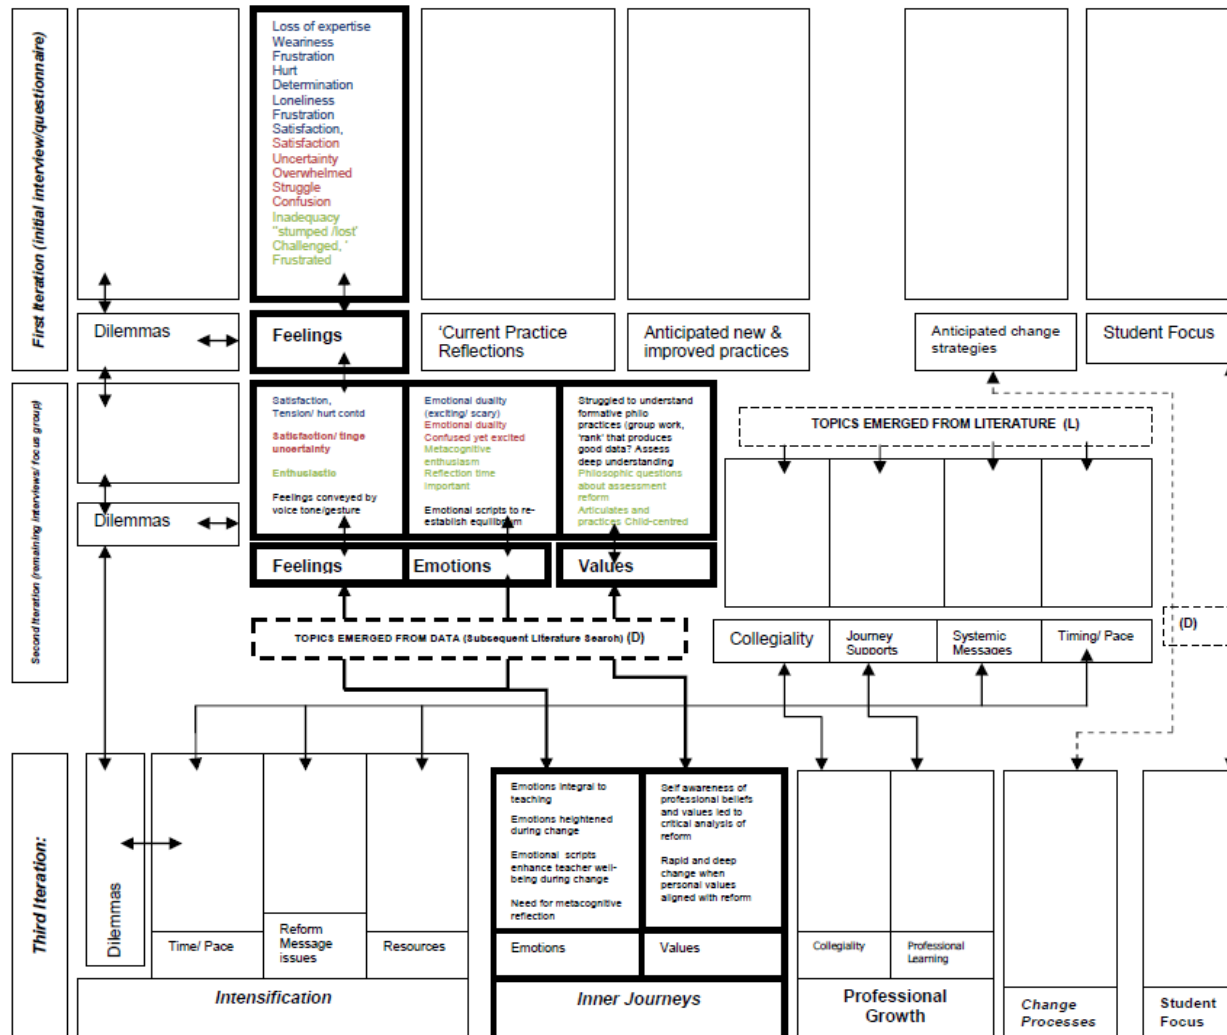 First Iteration (initial interview/questionnaire)
Loss of expertise
Weariness
Frustration
Hurt
Determination
Loneliness
Frustration
Satisfaction,
Satisfaction
Uncertainty
Overwhelmed
Struggle
Confusion
Inadequacy
"stumped /lost'
Challenged, '
Frustrated
Dilemmas
Feelings
'Current Practice
Reflections
Anticipated new &
improved practices
Anticipated change
strategies
Student Focus
Second Iteration (remaining interviews/ focus group)
Satisfaction,
Tension/ hurt contd
Satisfaction/ tinge
uncertainty
Enthusiastic
Feelings conveyed by
voice tone/gesture
Emotional duality
(exciting/ scary)
Emotional duality
Confused yet excited
Metacognitive
enthusiasm
Reflection time
Important
Emotional scripts to re-
establish equilibrium
Struggled to understand
formative philo
practices (group work,
'rank' that produces
good data? Assess
deep understanding
Philosophic questions
about assessment
reform
Articulates and
practices Child-centred
TOPICS EMERGED FROM LITERATURE (L)
Dilemmas
Feelings
Emotions
Values
TOPICS EMERGED FROM DATA (Subsequent Literature Search) (D)
Collegiality
Journey
Supports
Systemic
Messages
Timing/ Pace
(D)
Third Iteration:
Dilemmas
Time/ Pace
Reform
Message
issues
Resources
Intensification
Emotions integral to
teaching
Emotions heightened
during change
Emotional scripts
enhance teacher well-
being during change
Need for metacognitive
reflection
Emotions
Self awareness of
professional beliefs
and values led to
critical analysis of
reform
Rapid and deep
change when
personal values
aligned with reform
Values
Inner Journeys
Collegiality
Professional
Learning
Professional
Growth
Change
Processes
Student
Focus